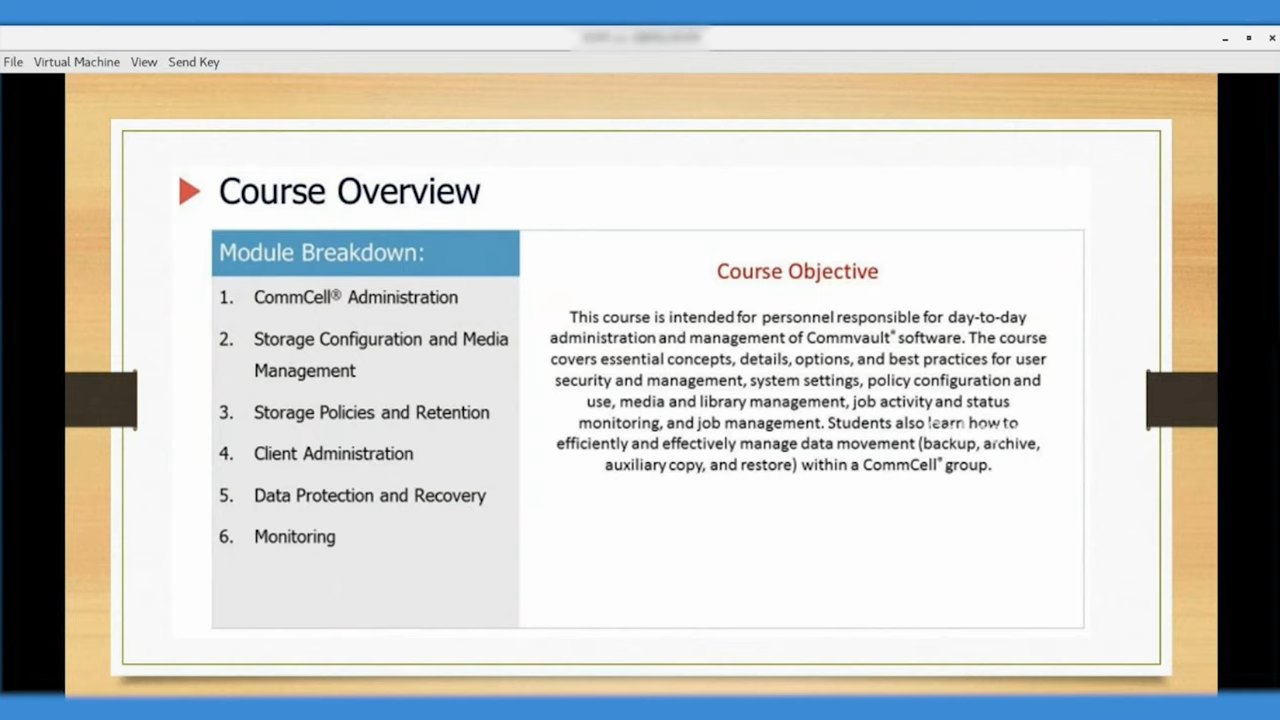 File Virtual Machine View Send Key
Course Overview
Module Breakdown:
1. CommCell® Administration
2. Storage Configuration and Media
Management
3. Storage Policies and Retention
4. Client Administration
5. Data Protection and Recovery
6. Monitoring
Course Objective
This course is intended for personnel responsible for day-to-day
administration and management of Commvault® software. The course
covers essential concepts, details, options, and best practices for user
security and management, system settings, policy configuration and
use, media and library management, job activity and status
monitoring, and job management. Students also learn how to
efficiently and effectively manage data movement (backup, archive,
auxiliary copy, and restore) within a CommCell® group.